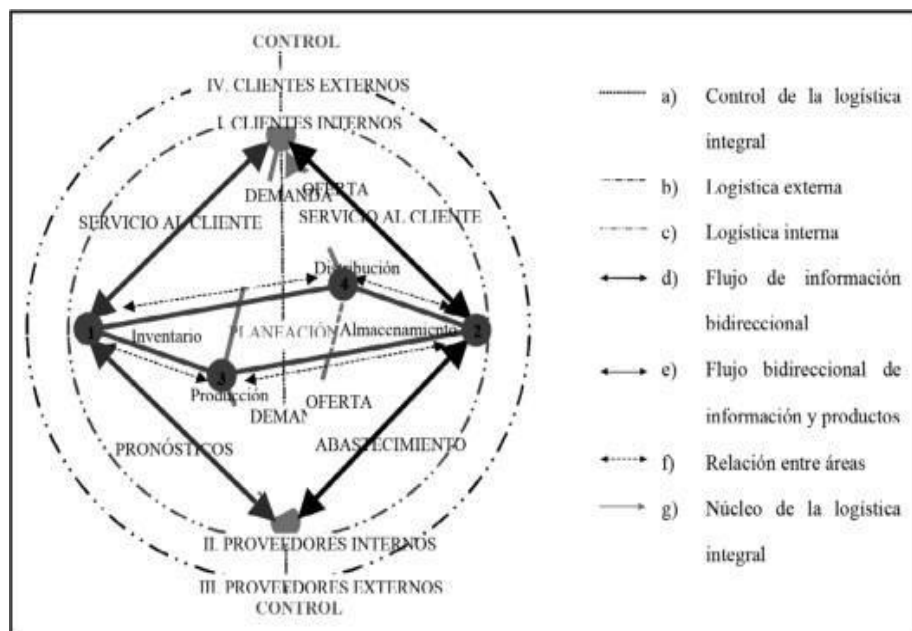 CONTROL
IV. CLIENTES EXTERNOS
I. CLIENTES INTERNOS
DEMANDA
OFERTA
SERVICIO AL CLIENTE
SERVICIO AL CLIENTE
Distribución
4
1
2
Inventario
PLANEACIÓN
Almacenamiento
3
Producción
DEMAN
OFERTA
PRONÓSTICOS
ABASTECIMIENTO
II. PROVEEDORES INTERNOS
III. PROVEEDORES EXTERNOS
CONTROL
a) Control de la logística
integral
b) Logística externa
c) Logística interna
d) Flujo de información
bidireccional
e) Flujo bidireccional de
información y productos
f) Relación entre áreas
g) Núcleo de la logística
integral